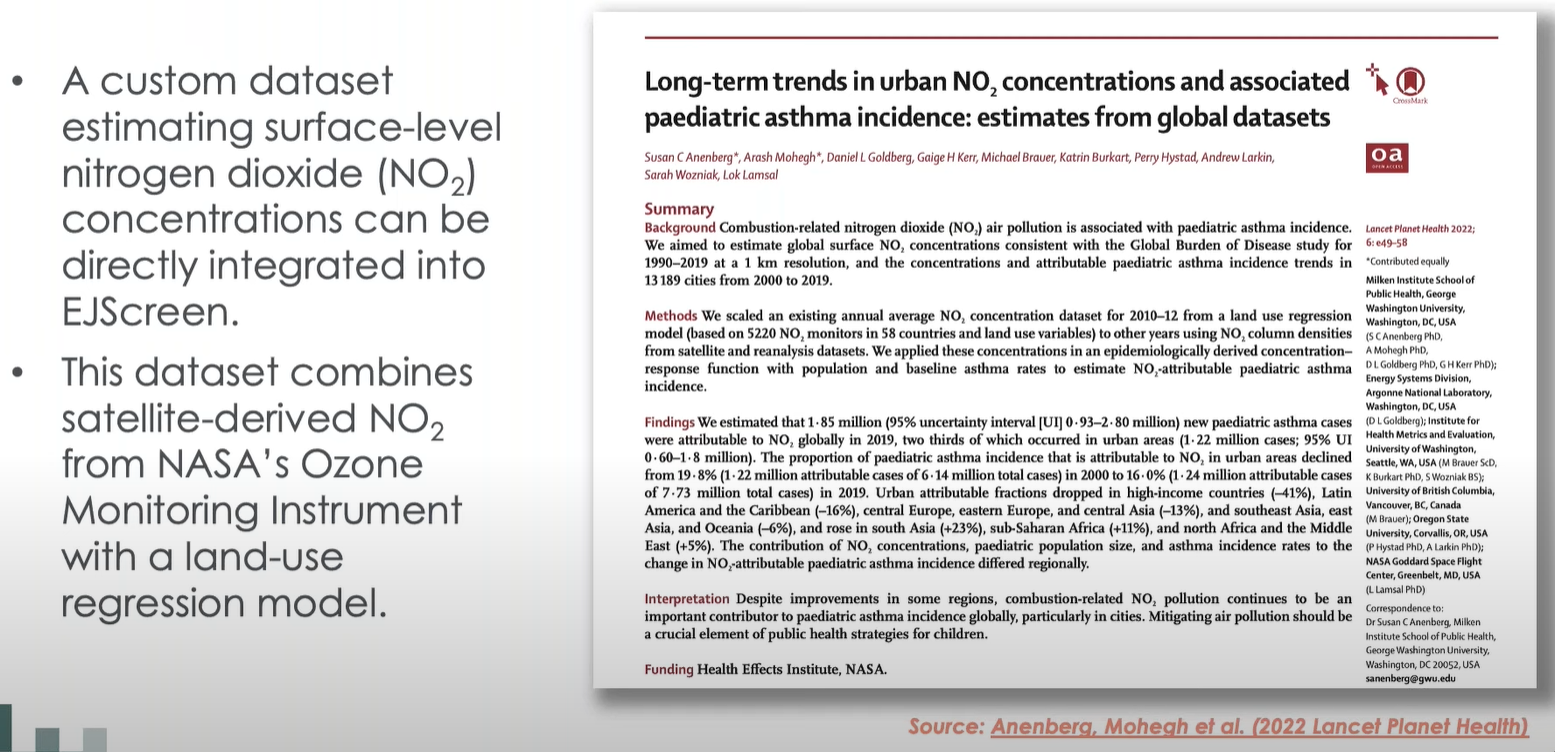 • A custom dataset
estimating surface-level
nitrogen dioxide (NO₂)
concentrations can be
directly integrated into
EJScreen.
• This dataset combines
satellite-derived NO₂
from NASA's Ozone
Monitoring Instrument
with a land-use
regression model.
Long-term trends in urban NO₂ concentrations and associated
paediatric asthma incidence: estimates from global datasets
Susan C Anenberg*, Arash Mohegh*, Daniel L Goldberg, Gaige H Kerr, Michael Brauer, Katrin Burkart, Perry Hystad, Andrew Larkin,
Sarah Wozniak, Lok Lamsal
Summary
Background Combustion-related nitrogen dioxide (NO₂) air pollution is associated with paediatric asthma incidence.
We aimed to estimate global surface NO₂ concentrations consistent with the Global Burden of Disease study for
1990–2019 at a 1 km resolution, and the concentrations and attributable paediatric asthma incidence trends in
13 189 cities from 2000 to 2019.
Methods We scaled an existing annual average NO₂ concentration dataset for 2010–12 from a land use regression
model (based on 5220 NO₂ monitors in 58 countries and land use variables) to other years using NO₂ column densities
from satellite and reanalysis datasets. We applied these concentrations in an epidemiologically derived concentration–
response function with population and baseline asthma rates to estimate NO₂-attributable paediatric asthma
incidence.
Findings We estimated that 1·85 million (95% uncertainty interval [UI] 0·93–2·80 million) new paediatric asthma cases
were attributable to NO₂ globally in 2019, two thirds of which occurred in urban areas (1·22 million cases; 95% UI
0·60–1·8 million). The proportion of paediatric asthma incidence that is attributable to NO₂ in urban areas declined
from 19·8% (1·22 million attributable cases of 6·14 million total cases) in 2000 to 16·0% (1·24 million attributable cases
of 7·73 million total cases) in 2019. Urban attributable fractions dropped in high-income countries (–41%), Latin
America and the Caribbean (–16%), central Europe, eastern Europe, and central Asia (–13%), and southeast Asia, east
Asia, and Oceania (–6%), and rose in south Asia (+23%), sub-Saharan Africa (+11%), and north Africa and the Middle
East (+5%). The contribution of NO₂ concentrations, paediatric population size, and asthma incidence rates to the
change in NO₂-attributable paediatric asthma incidence differed regionally.
Interpretation Despite improvements in some regions, combustion-related NO₂ pollution continues to be an
important contributor to paediatric asthma incidence globally, particularly in cities. Mitigating air pollution should be
a crucial element of public health strategies for children.
Funding Health Effects Institute, NASA.
CrossMark
oa
OPEN ACCESS
Lancet Planet Health 2022;
6: e49–58
*Contributed equally
Milken Institute School of
Public Health, George
Washington University,
Washington, DC, USA
(S C Anenberg PhD,
A Mohegh PhD,
D L Goldberg PhD, G H Kerr PhD);
Energy Systems Division,
Argonne National Laboratory,
Washington, DC, USA
(D L Goldberg); Institute for
Health Metrics and Evaluation,
University of Washington,
Seattle, WA, USA (M Brauer ScD,
K Burkart PhD, S Wozniak BS);
University of British Columbia,
Vancouver, BC, Canada
(M Brauer); Oregon State
University, Corvallis, OR, USA
(P Hystad PhD, A Larkin PhD);
NASA Goddard Space Flight
Center, Greenbelt, MD, USA
(L Lamsal PhD)
Correspondence to:
Dr Susan C Anenberg, Milken
Institute School of Public Health,
George Washington University,
Washington, DC 20052, USA
sanenberg@gwu.edu
Source: Anenberg, Mohegh et al. (2022 Lancet Planet Health)